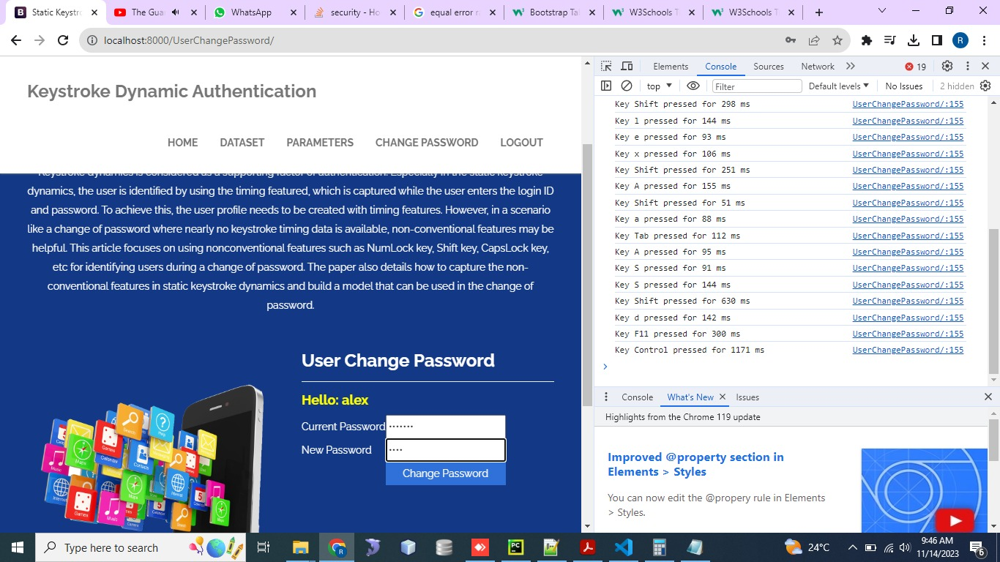 Static Keystr
The Gua
WhatsApp
security - Ho
equal error r
Bootstrap Ta
W3Schools T
W3Schools T
localhost:8000/UserChangePassword/
R
Keystroke Dynamic Authentication
HOME DATASET PARAMETERS CHANGE PASSWORD LOGOUT
Keystroke dynamics is considered as a supporting factor of authentication. Especially in the static keystroke
dynamics, the user is identified by using the timing featured, which is captured while the user enters the login ID
and password. To achieve this, the user profile needs to be created with timing features. However, in a scenario
like a change of password where nearly no keystroke timing data is available, non-conventional features may be
helpful. This article focuses on using nonconventional features such as NumLock key, Shift key, CapsLock key,
etc for identifying users during a change of password. The paper also details how to capture the non-
conventional features in static keystroke dynamics and build a model that can be used in the change of
password.
User Change Password
Hello: alex
Current Password •••••••
New Password ••••
Change Password
Elements Console Sources Network 19
top Filter Default levels No Issues 2 hidden
Key Shift pressed for 298 ms UserChangePassword/:155
Key l pressed for 144 ms UserChangePassword/:155
Key e pressed for 93 ms UserChangePassword/:155
Key x pressed for 106 ms UserChangePassword/:155
Key Shift pressed for 251 ms UserChangePassword/:155
Key A pressed for 155 ms UserChangePassword/:155
Key Shift pressed for 51 ms UserChangePassword/:155
Key a pressed for 88 ms UserChangePassword/:155
Key Tab pressed for 112 ms UserChangePassword/:155
Key A pressed for 95 ms UserChangePassword/:155
Key S pressed for 91 ms UserChangePassword/:155
Key S pressed for 144 ms UserChangePassword/:155
Key Shift pressed for 630 ms UserChangePassword/:155
Key d pressed for 142 ms UserChangePassword/:155
Key F11 pressed for 300 ms UserChangePassword/:155
Key Control pressed for 1171 ms UserChangePassword/:155
Console What's New Issues
Highlights from the Chrome 119 update
Improved @property section in
Elements > Styles
You can now edit the @propery rule in Elements
> Styles.
Type here to search
24°C
9:46 AM
11/14/2023
6